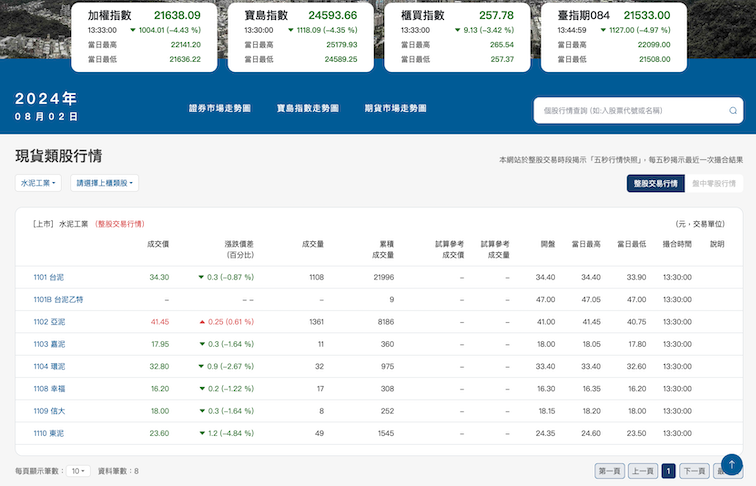 加權指數 21638.09
13:33:00 ▼ 1004.01 (-4.43 %)
當日最高 22141.20
當日最低 21636.22
寶島指數 24593.66
13:30:00 ▼ 1118.09 (-4.35 %)
當日最高 25179.93
當日最低 24589.25
櫃買指數 257.78
13:33:00 ▼ 9.13 (-3.42 %)
當日最高 265.54
當日最低 257.37
臺指期084 21533.00
14:44:59 ▼ 1127.00 (-4.97 %)
當日最高 22099.00
當日最低 21508.00
2024年
08月02日
證券市場走勢圖 寶島指數走勢圖 期貨市場走勢圖
個股行情查詢 (如:入股票代號或名稱)
現貨類股行情
本網站於整股交易時段揭示「五秒行情快照」，每五秒揭示最近一次撮合結果
水泥工業 請選擇上櫃類股 整股交易行情 盤中零股行情
[上市] 水泥工業 (整股交易行情) (元，交易單位)
成交價 漲跌價差 (百分比) 成交量 累積成交量 試算參考成交價 試算參考成交量 開盤 當日最高 當日最低 撮合時間 說明
1101 台泥 34.30 ▼ 0.3 (-0.87 %) 1108 21996 – – 34.40 34.40 33.90 13:30:00
1101B 台泥乙特 – – – – 9 – – 47.00 47.05 47.00 13:30:00
1102 亞泥 41.45 ▲ 0.25 (0.61 %) 1361 8186 – – 41.00 41.45 40.75 13:30:00
1103 嘉泥 17.95 ▼ 0.3 (-1.64 %) 11 360 – – 18.00 18.05 17.80 13:30:00
1104 環泥 32.80 ▼ 0.9 (-2.67 %) 32 975 – – 33.40 33.40 32.60 13:30:00
1108 幸福 16.20 ▼ 0.2 (-1.22 %) 17 308 – – 16.30 16.35 16.20 13:30:00
1109 信大 18.00 ▼ 0.3 (-1.64 %) 8 252 – – 18.15 18.20 18.00 13:30:00
1110 東泥 23.60 ▼ 1.2 (-4.84 %) 49 1545 – – 24.35 24.60 23.50 13:30:00
每頁顯示筆數： 10 資料筆數：8 第一頁 上一頁 1 下一頁